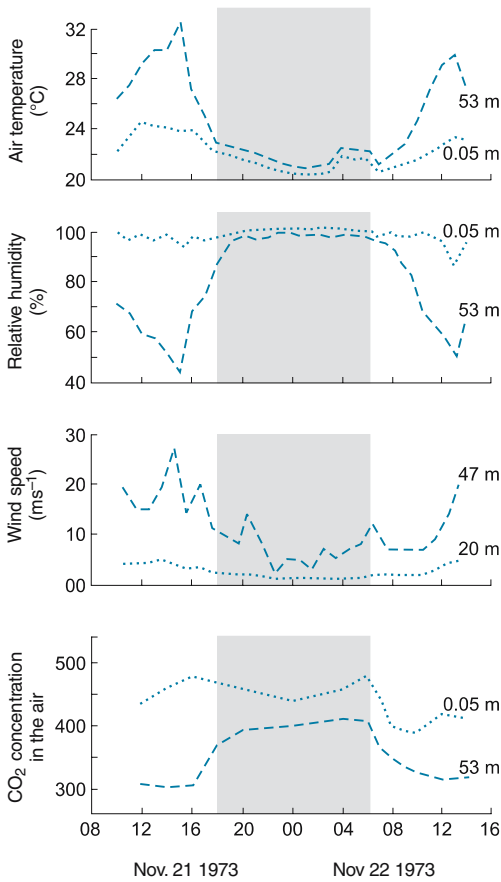 Air temperature
(°C)
32
28
24
20
53 m
0.05 m
Relative humidity
(%)
100
80
60
40
0.05 m
53 m
Wind speed
(ms⁻¹)
30
20
10
00
47 m
20 m
CO₂ concentration
in the air
500
400
300
0.05 m
53 m
08 12 16 20 00 04 08 12 16
Nov. 21 1973 Nov 22 1973